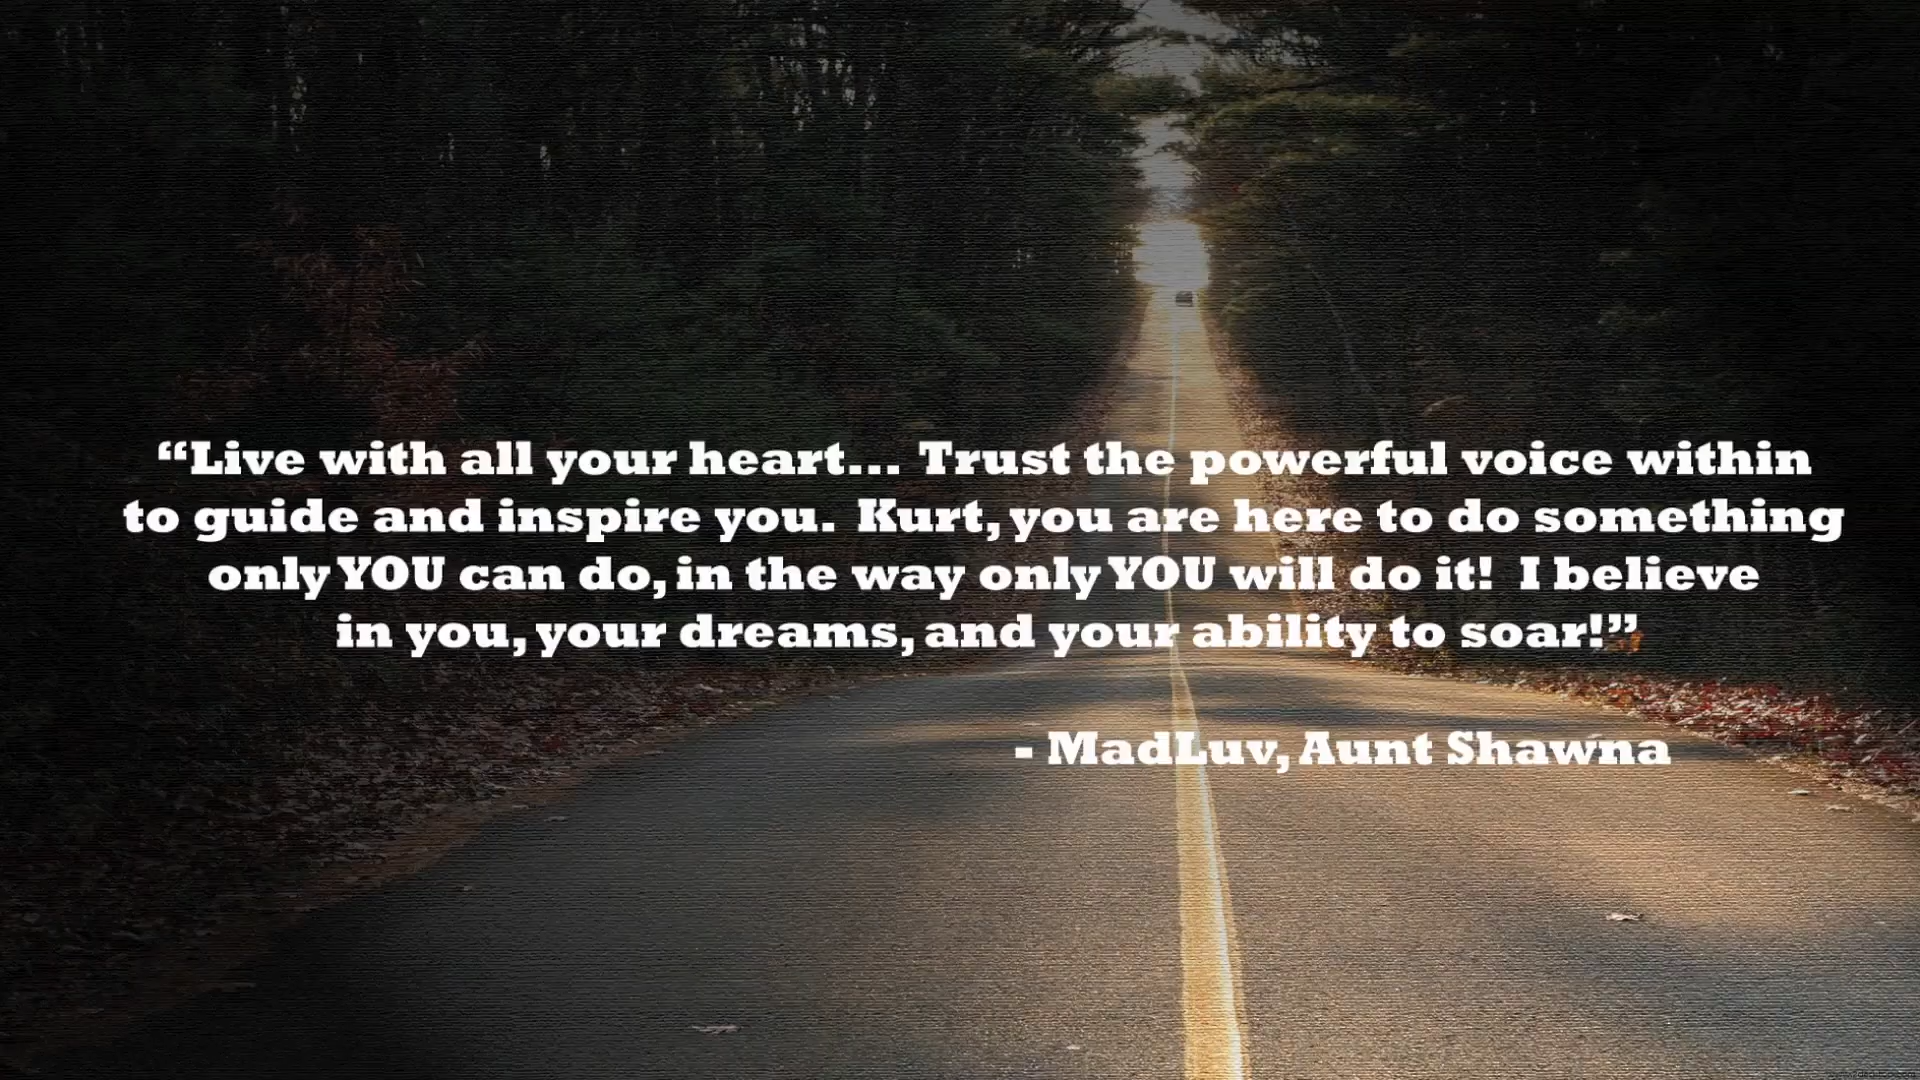 “Live with all your heart... Trust the powerful voice within
to guide and inspire you. Kurt, you are here to do something
only YOU can do, in the way only YOU will do it! I believe
in you, your dreams, and your ability to soar!”
- MadLuv, Aunt Shawna